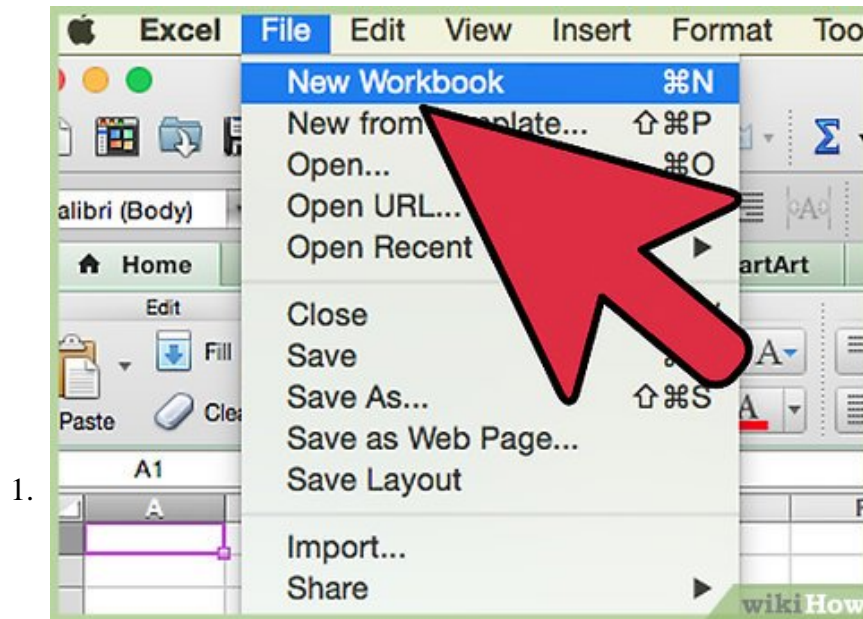 Excel File Edit View Insert Format Too
New Workbook ⌘N
New from ...  ⇧⌘P
Open... ⌘O
alibri (Body)
Open URL...
Open Recent ▶
Home
artArt
Edit
Close
Fill
Save
A
Save As... ⇧⌘S
Paste
A
Save as Web Page...
A1
Save Layout
1.
A
Import...
Share ▶
wikiHow